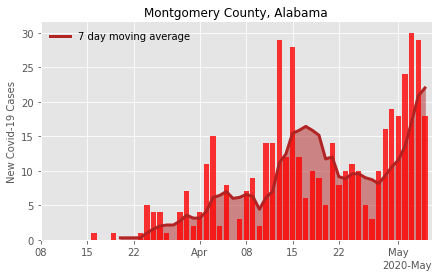 Montgomery County, Alabama
7 day moving average
New Covid-19 Cases
30
25
20
15
10
5
0
08 15 22 Apr 08 15 22 May
2020-May